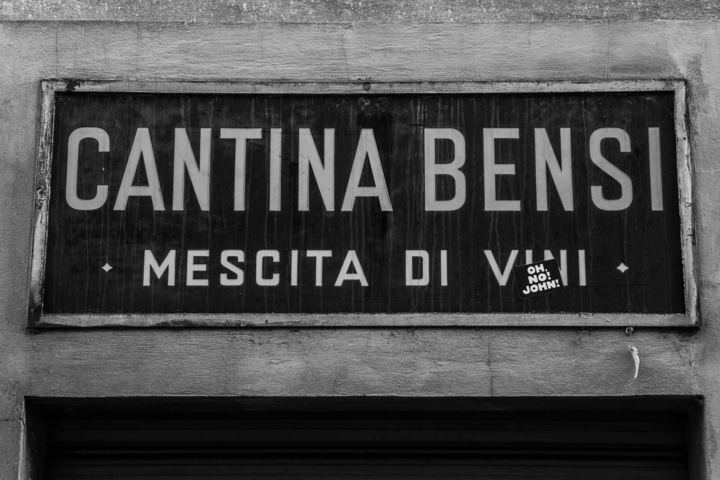 CANTINA BENSI
MESCITA DI VINI
OH,
NO!
JOHN!